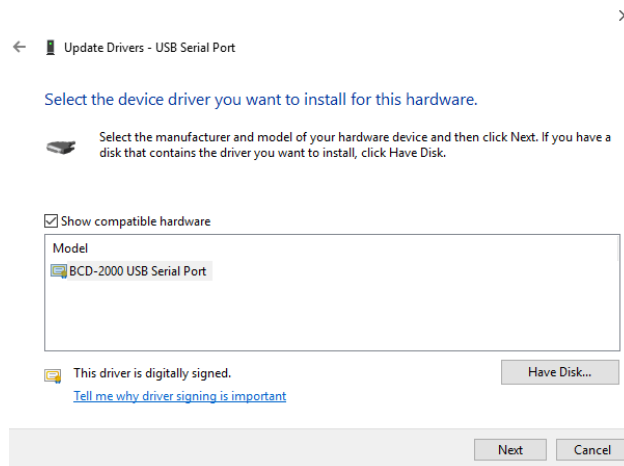 Update Drivers - USB Serial Port
Select the device driver you want to install for this hardware.
Select the manufacturer and model of your hardware device and then click Next. If you have a
disk that contains the driver you want to install, click Have Disk.
Show compatible hardware
Model
BCD-2000 USB Serial Port
This driver is digitally signed.
Have Disk...
Tell me why driver signing is important
Next
Cancel